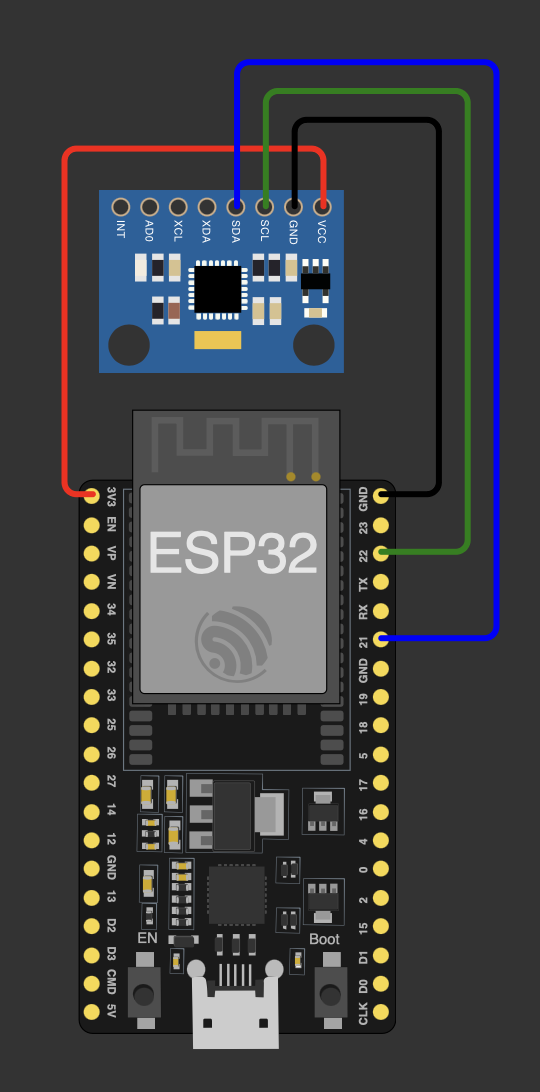 INT
AD0
XCL
XDA
SDA
SCL
GND
VCC
ESP32
3V3
EN
VP
VN
34
35
32
33
25
26
27
14
12
GND
13
D2
D3
CMD
5V
GND
23
22
TX
RX
21
GND
19
18
5
17
16
4
0
2
15
D1
D0
CLK
EN
Boot